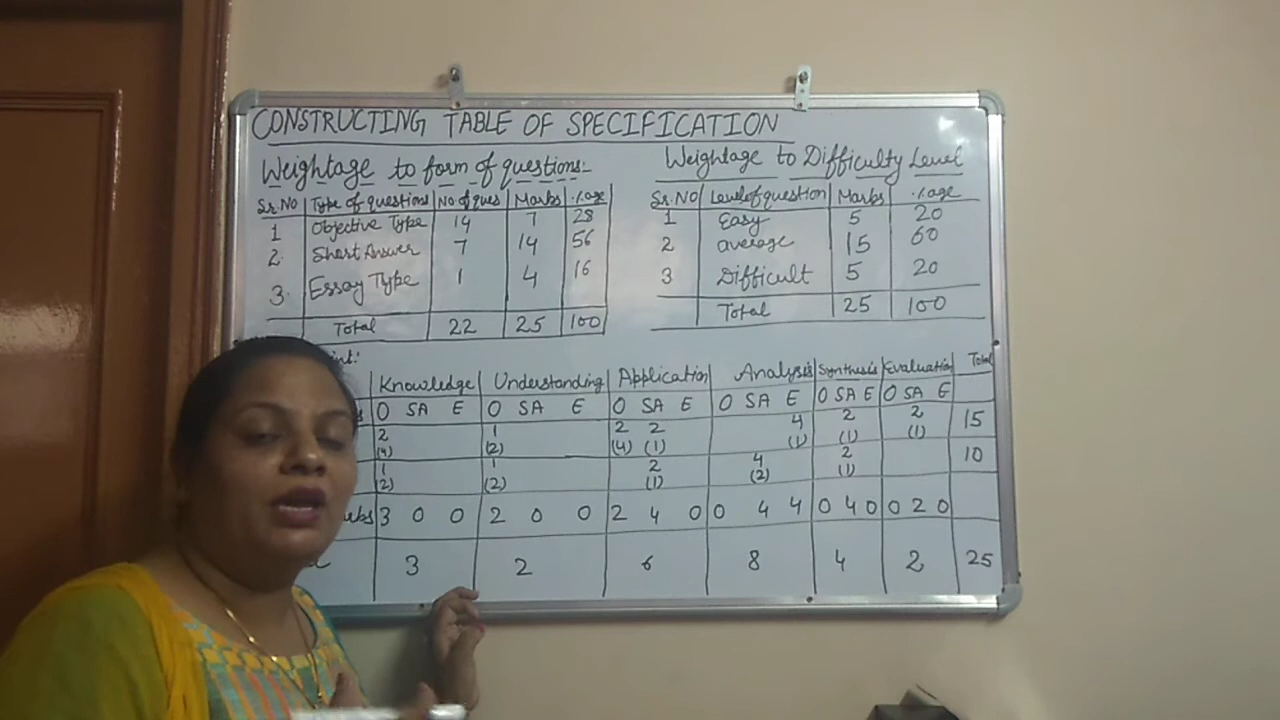 CONSTRUCTING TABLE OF SPECIFICATION
Weightage to form of questions:-
Sr. No Type of questions No of ques Marks %age
1 Objective Type 14 7 28
2. Short Answer 7 14 56
3. Essay Type 1 4 16
Total 22 25 100
Weightage to Difficulty Level
Sr. NO Level of question Marks %age
1 Easy 5 20
2 average 15 60
3 Difficult 5 20
Total 25 100
Knowledge Understanding Application Analysis Synthesis Evaluation Total
O SA E O SA E O SA E O SA E O SA E O SA E
2 1 2 2 4 2 2 15
(4) (2) (4) (1) (1) (1) (1)
1 1 2 4 2 10
(2) (2) (1) (2) (1)
3 0 0 2 0 0 2 4 0 0 4 4 0 4 0 0 2 0
3 2 6 8 4 2 25